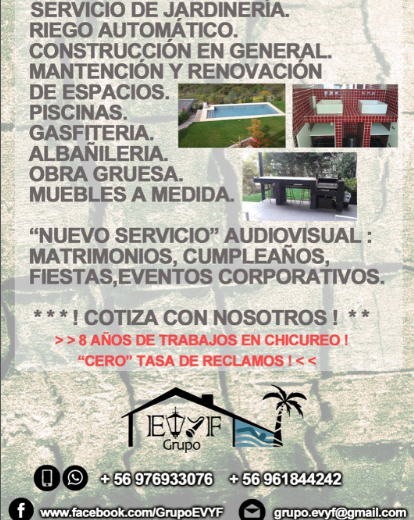 SERVICIO DE JARDINERÍA.
RIEGO AUTOMÁTICO.
CONSTRUCCIÓN EN GENERAL.
MANTENCIÓN Y RENOVACIÓN
DE ESPACIOS.
PISCINAS.
GASFITERIA.
ALBAÑILERIA.
OBRA GRUESA.
MUEBLES A MEDIDA.
“NUEVO SERVICIO” AUDIOVISUAL :
MATRIMONIOS, CUMPLEAÑOS,
FIESTAS,EVENTOS CORPORATIVOS.
* * * ! COTIZA CON NOSOTROS ! * *
> > 8 AÑOS DE TRABAJOS EN CHICUREO !
“CERO” TASA DE RECLAMOS ! < <
EVYF
Grupo
+ 56 976933076 + 56 961844242
www.facebook.com/GrupoEVYF grupo.evyf@gmail.com